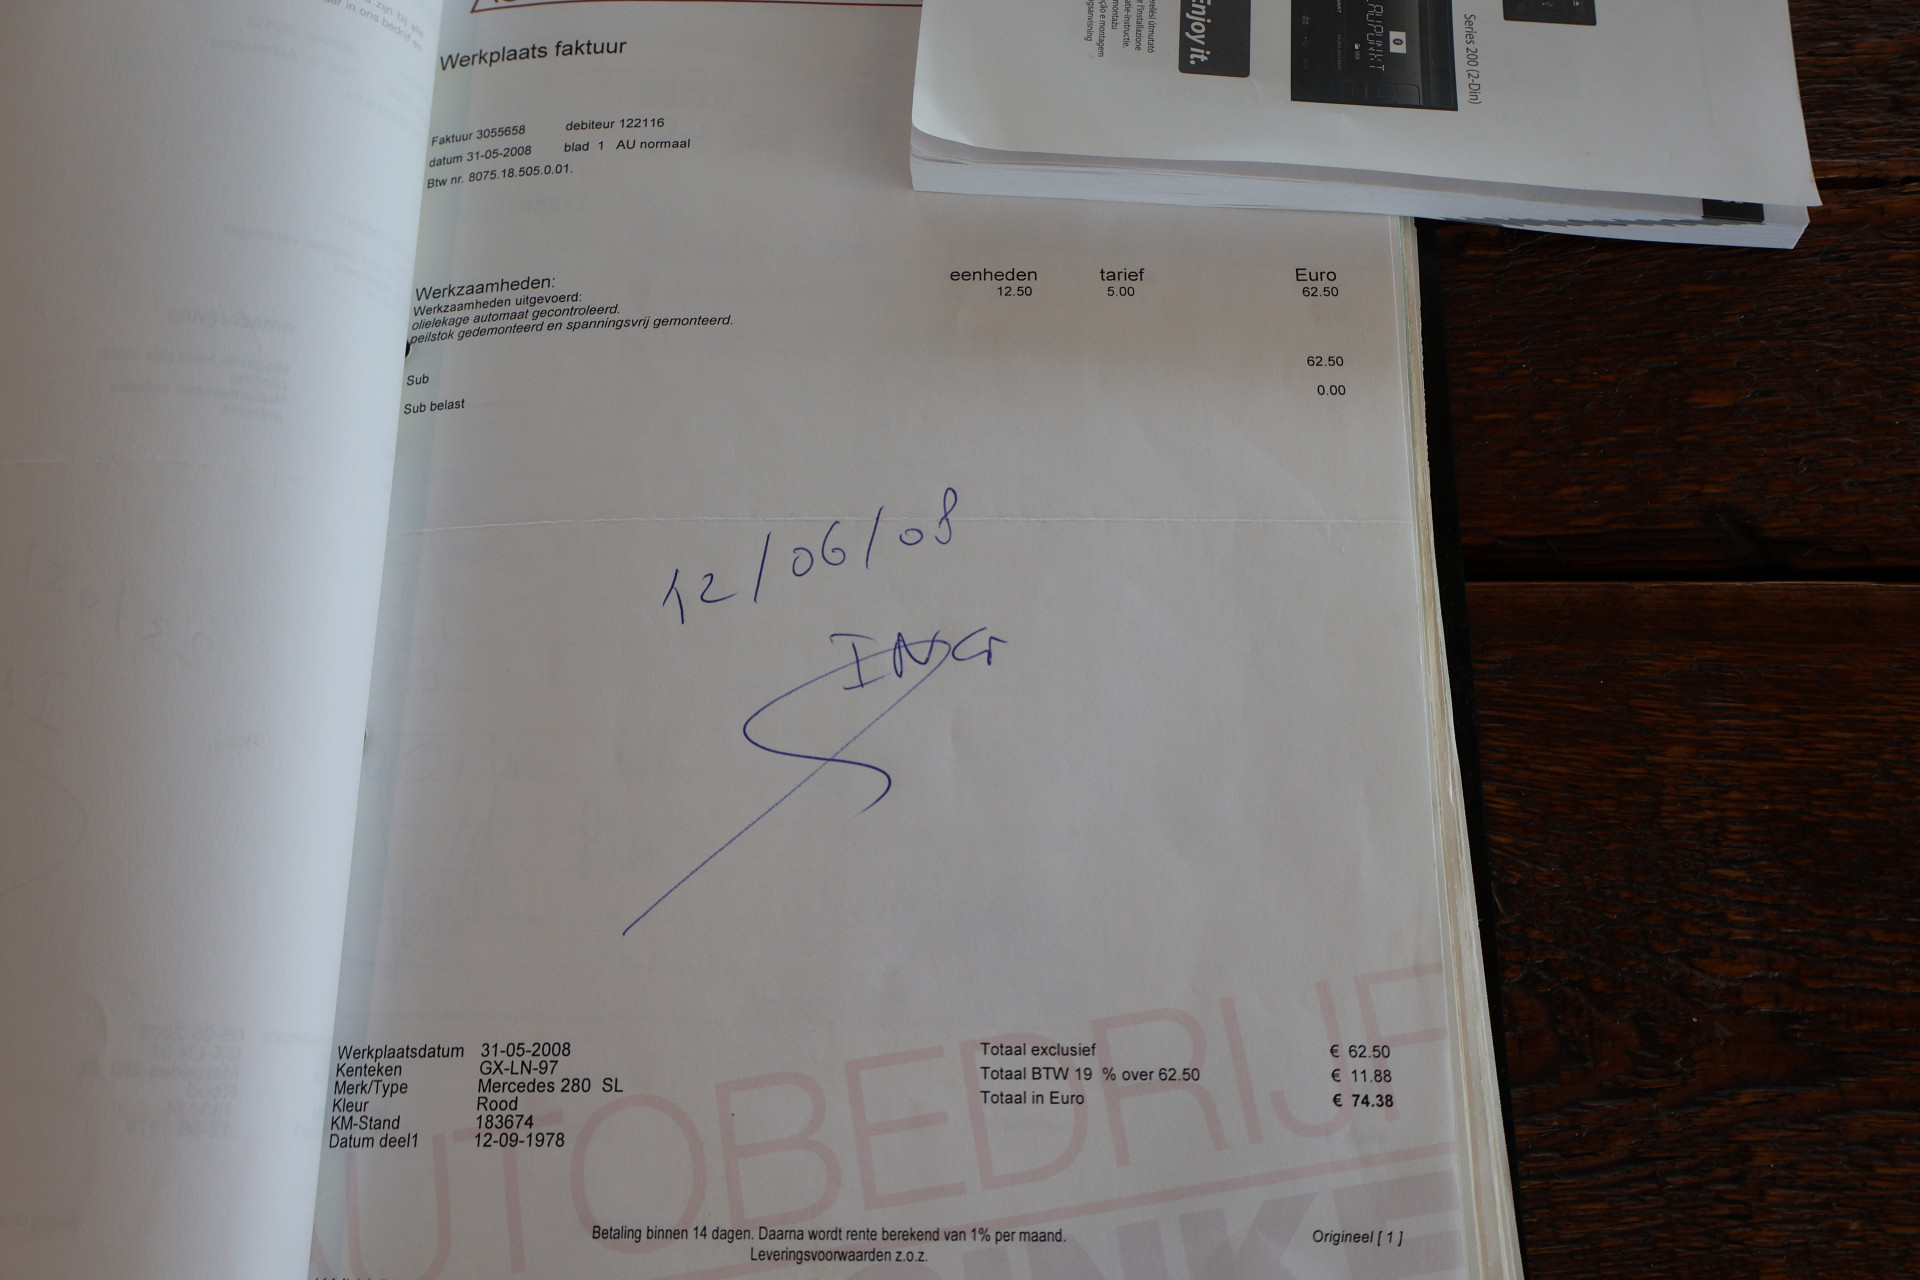 Werkplaats faktuur
Faktuur 3055658 debiteur 122116
datum 31-05-2008 blad 1 AU normaal
Btw nr. 8075.18.505.0.01.
Werkzaamheden: eenheden tarief Euro
Werkzaamheden uitgevoerd: 12.50 5.00 62.50
olielekage automaat gecontroleerd.
peilstok gedemonteerd en spanningsvrij gemonteerd.
Sub 62.50
Sub belast 0.00
12/06/08
ING
Werkplaatsdatum 31-05-2008
Kenteken GX-LN-97
Merk/Type Mercedes 280 SL
Kleur Rood
KM-Stand 183674
Datum deel1 12-09-1978
Totaal exclusief € 62.50
Totaal BTW 19 % over 62.50 € 11.88
Totaal in Euro € 74.38
AUTOBEDRIJF
Betaling binnen 14 dagen. Daarna wordt rente berekend van 1% per maand.
Leveringsvoorwaarden z.o.z.
Origineel [ 1 ]
Enjoy it.
Series 200 (2-Din)